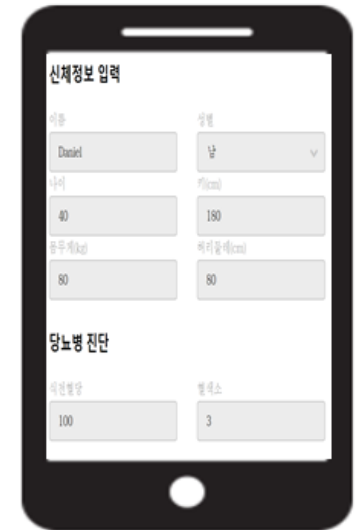 신체정보 입력
이름 성별
Daniel 남
나이 키(cm)
40 180
몸무게(kg) 허리둘레(cm)
80 80
당뇨병 진단
식전혈당 혈색소
100 3